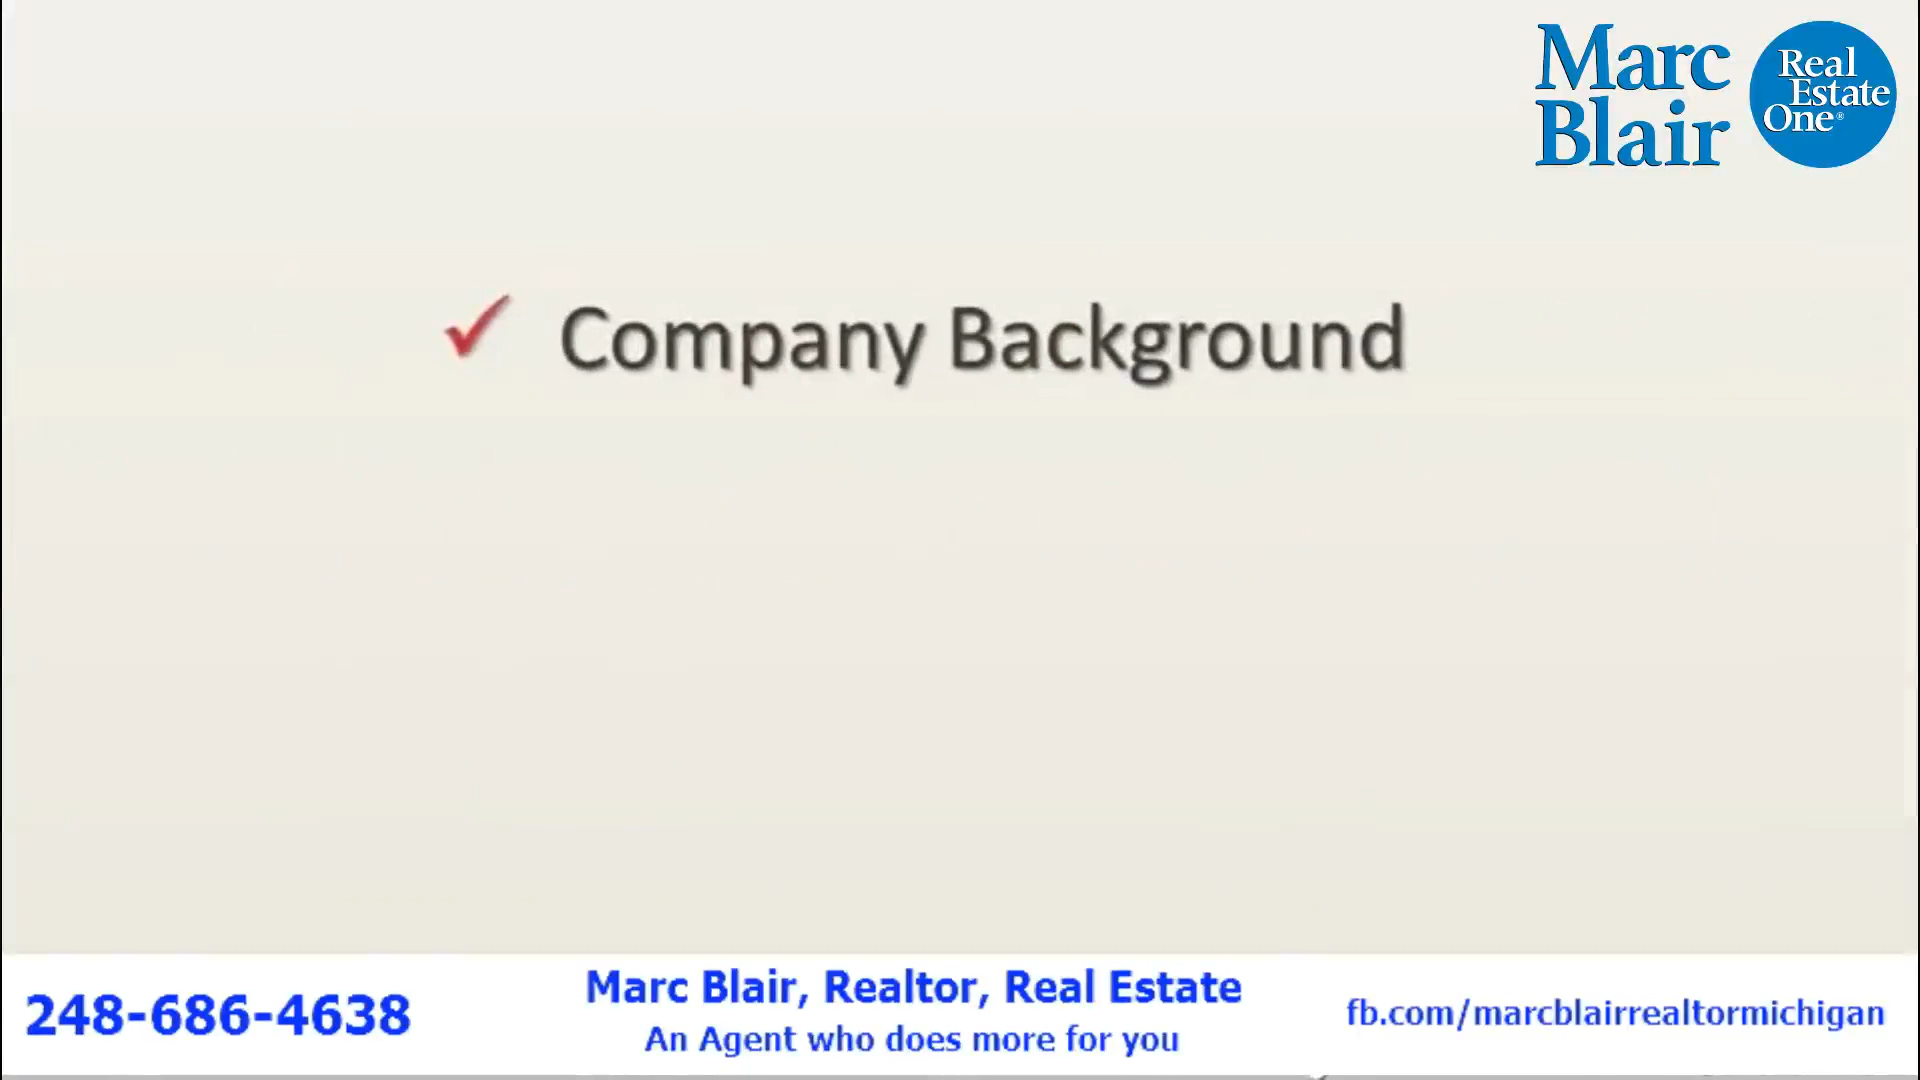 Marc
Blair
Real
Estate
One®
✓ Company Background
248-686-4638
Marc Blair, Realtor, Real Estate
An Agent who does more for you
fb.com/marcblairrealtormichigan